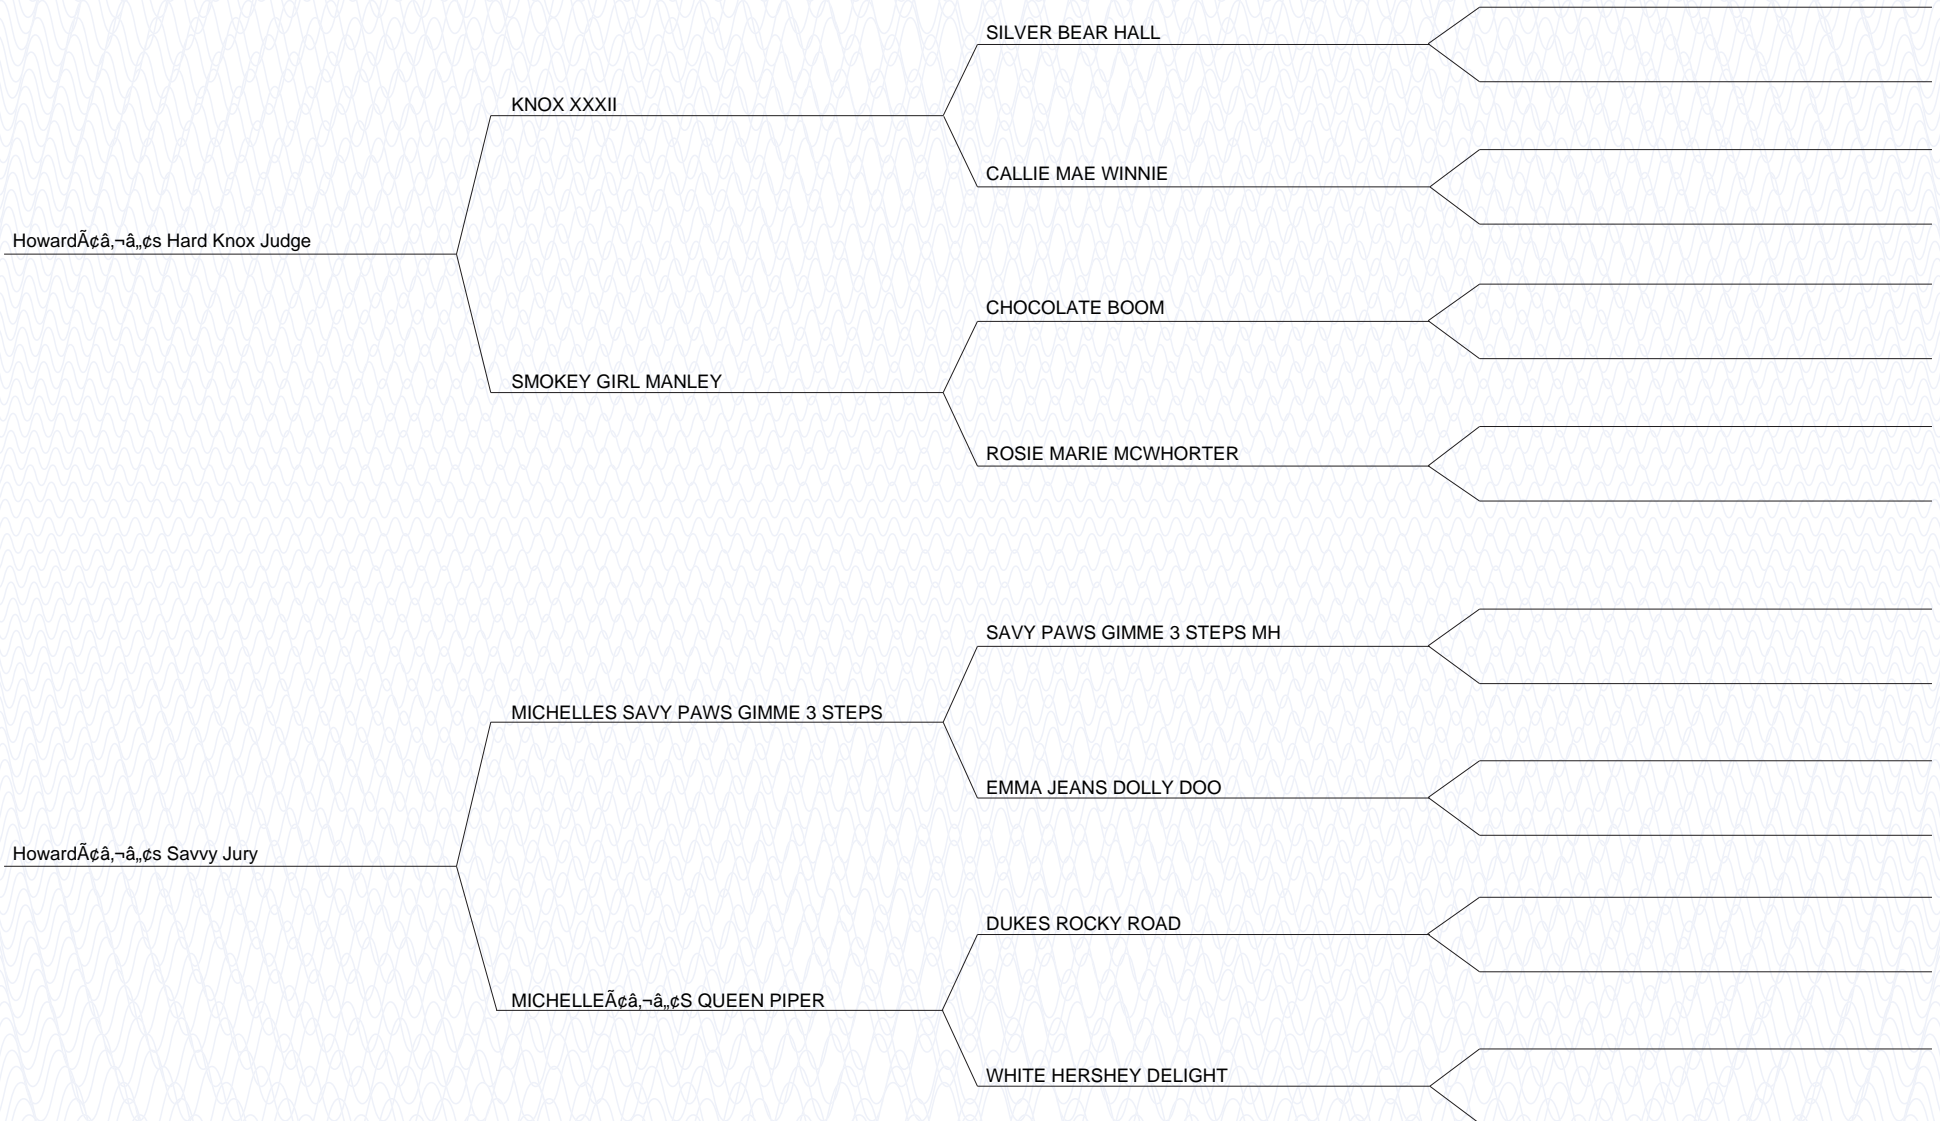 SILVER BEAR HALL
KNOX XXXII
CALLIE MAE WINNIE
HowardÃ¢â‚¬â„¢s Hard Knox Judge
CHOCOLATE BOOM
SMOKEY GIRL MANLEY
ROSIE MARIE MCWHORTER
SAVY PAWS GIMME 3 STEPS MH
MICHELLES SAVY PAWS GIMME 3 STEPS
EMMA JEANS DOLLY DOO
HowardÃ¢â‚¬â„¢s Savvy Jury
DUKES ROCKY ROAD
MICHELLEÃ¢â‚¬â„¢S QUEEN PIPER
WHITE HERSHEY DELIGHT